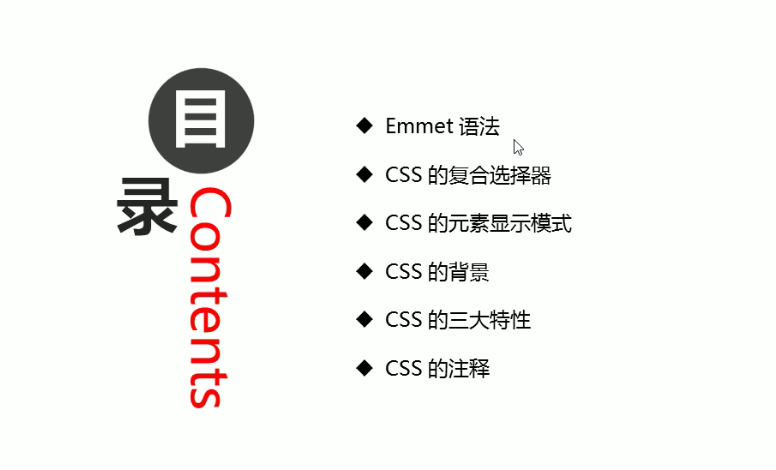 目
录
Contents
◆ Emmet 语法
◆ CSS 的复合选择器
◆ CSS 的元素显示模式
◆ CSS 的背景
◆ CSS 的三大特性
◆ CSS 的注释